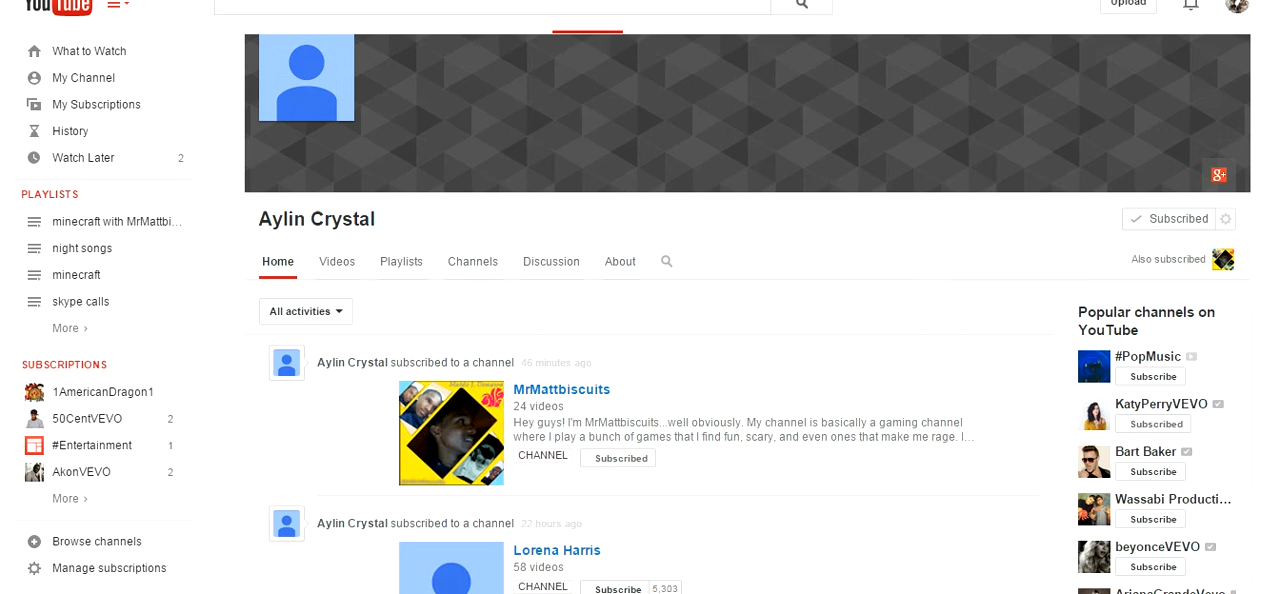 YouTube
Upload
What to Watch
My Channel
My Subscriptions
History
Watch Later 2
PLAYLISTS
minecraft with MrMattbi...
night songs
minecraft
skype calls
More ›
SUBSCRIPTIONS
1AmericanDragon1
50CentVEVO 2
#Entertainment 1
AkonVEVO 2
More ›
Browse channels
Manage subscriptions
g+
Aylin Crystal
Subscribed
Home Videos Playlists Channels Discussion About
Also subscribed
All activities
Aylin Crystal subscribed to a channel 46 minutes ago
MrMattbiscuits
24 videos
Hey guys! I'm MrMattbiscuits...well obviously. My channel is basically a gaming channel
where I play a bunch of games that I find fun, scary, and even ones that make me rage. I...
CHANNEL Subscribed
Aylin Crystal subscribed to a channel 22 hours ago
Lorena Harris
58 videos
CHANNEL Subscribe 5,303
Popular channels on
YouTube
#PopMusic
Subscribe
KatyPerryVEVO
Subscribed
Bart Baker
Subscribe
Wassabi Producti...
Subscribe
beyonceVEVO
Subscribe
ArianaGrandeVevo